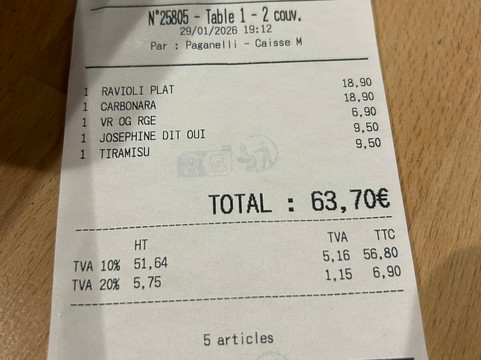 N°25805 - Table 1 - 2 couv.
29/01/2026 19:12
Par : Paganelli - Caisse M
1 RAVIOLI PLAT 18,90
1 CARBONARA 18,90
1 VR OG RGE 6,90
1 JOSEPHINE DIT OUI 9,50
1 TIRAMISU 9,50
TOTAL : 63,70€
HT TVA TTC
TVA 10% 51,64 5,16 56,80
TVA 20% 5,75 1,15 6,90
5 articles